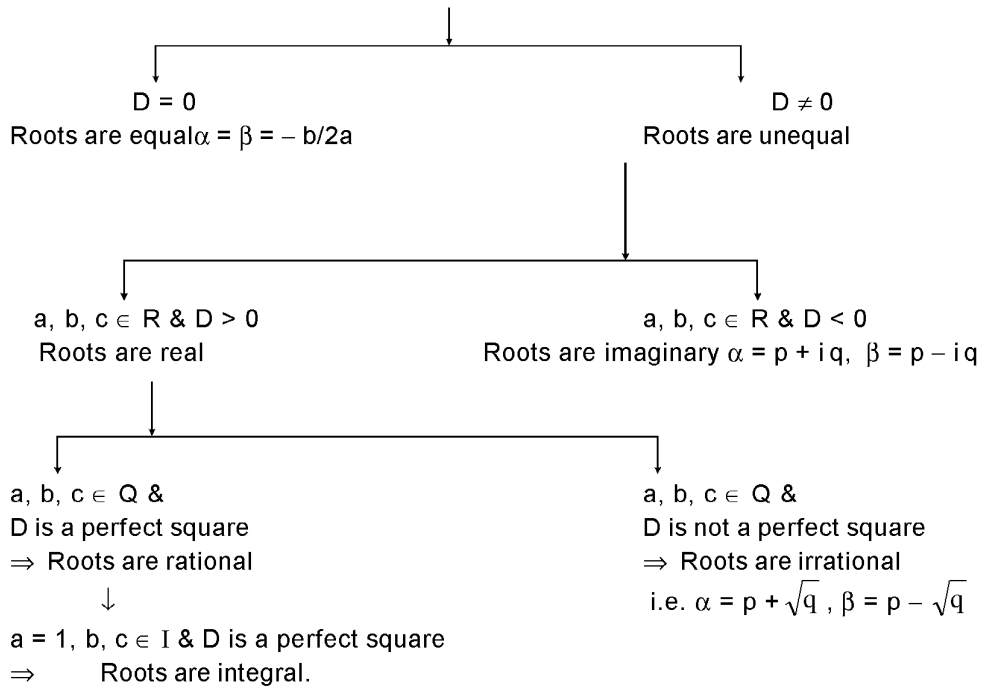 D = 0
D ≠ 0
Roots are equalα = β = – b/2a
Roots are unequal
a, b, c ∈ R & D > 0
a, b, c ∈ R & D < 0
Roots are real
Roots are imaginary α = p + i q, β = p – i q
a, b, c ∈ Q &
D is a perfect square
⇒ Roots are rational
↓
a = 1, b, c ∈ I & D is a perfect square
⇒ Roots are integral.
a, b, c ∈ Q &
D is not a perfect square
⇒ Roots are irrational
i.e. α = p + √q , β = p – √q